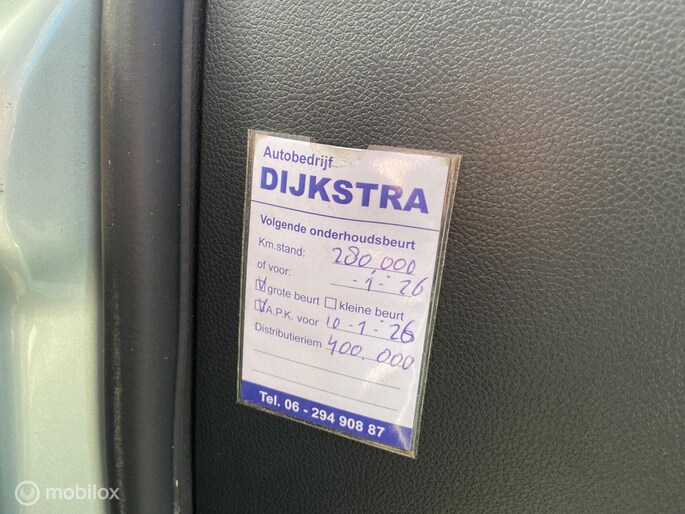 Autobedrijf
DIJKSTRA
Volgende onderhoudsbeurt
Km.stand: 280.000
of voor: -1-26
grote beurt kleine beurt
A.P.K. voor 10-1-26
Distributieriem 400.000
Tel. 06 - 294 908 87
mobilox